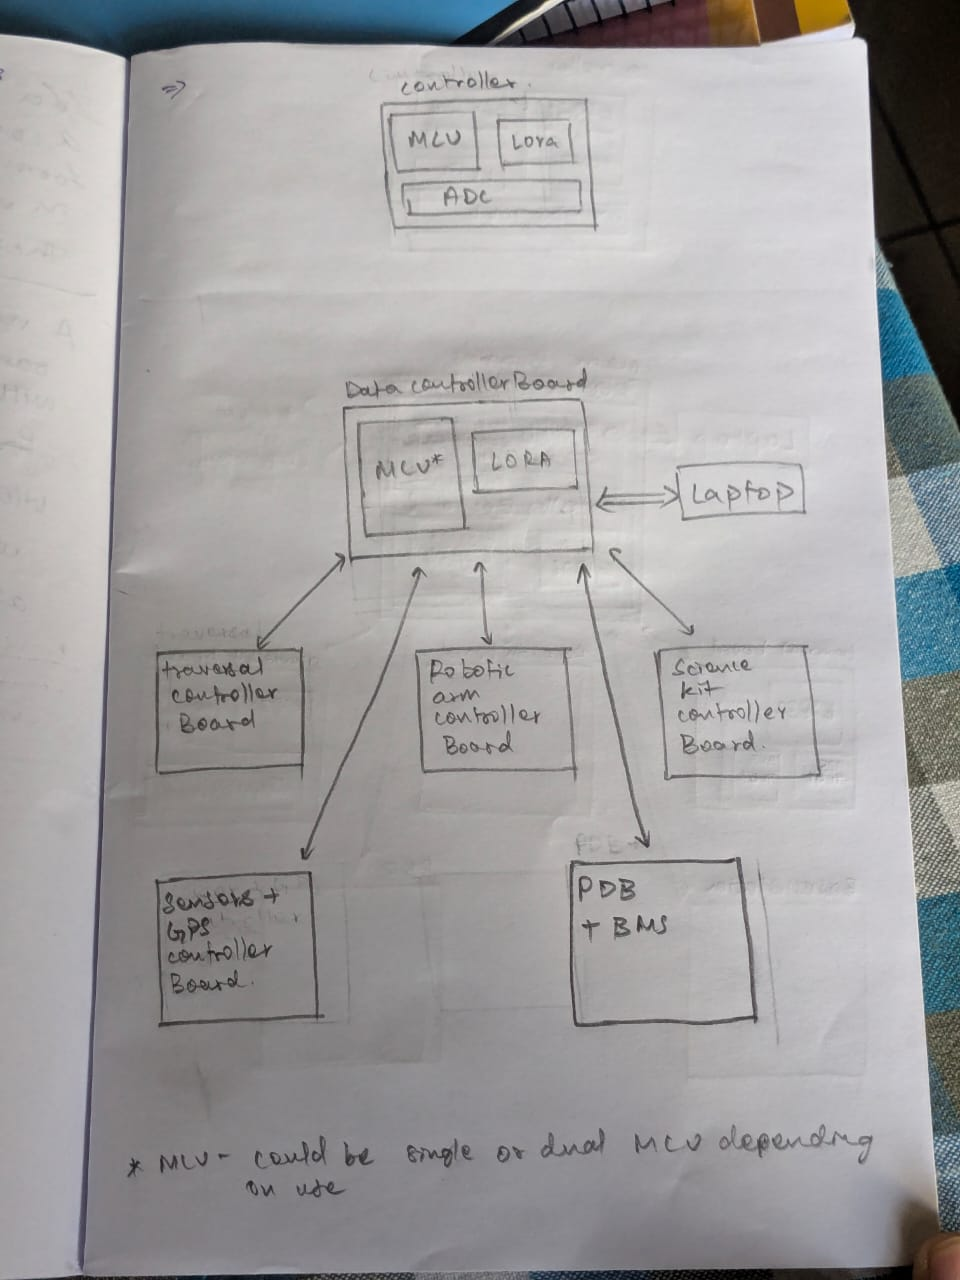 ⇒
controller.
MCU
Lora
ADC
Data controller Board
MCU*
LORA
Laptop
traversal
controller
Board
Robotic
arm
controller
Board
Science
kit
controller
Board.
Sensors +
GPS
controller
Board.
PDB
+ BMS
* MCU - could be single or dual MCU depending
on use